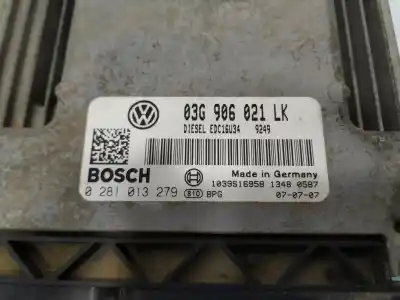 03G 906 021 LK
DIESEL EDC16U34 9249
BOSCH
Made in Germany
1039S16958 1348 0587
0 281 013 279 810 BPG 07-07-07